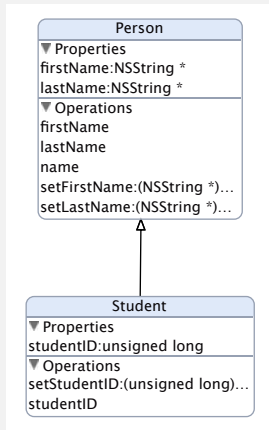 Person
Properties
firstName:NSString *
lastName:NSString *
Operations
firstName
lastName
name
setFirstName:(NSString *)...
setLastName:(NSString *)...
Student
Properties
studentID:unsigned long
Operations
setStudentID:(unsigned long)...
studentID